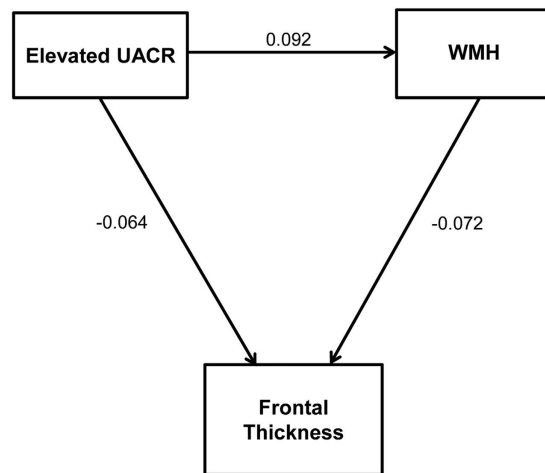 Elevated UACR
0.092
WMH
-0.064
-0.072
Frontal
Thickness